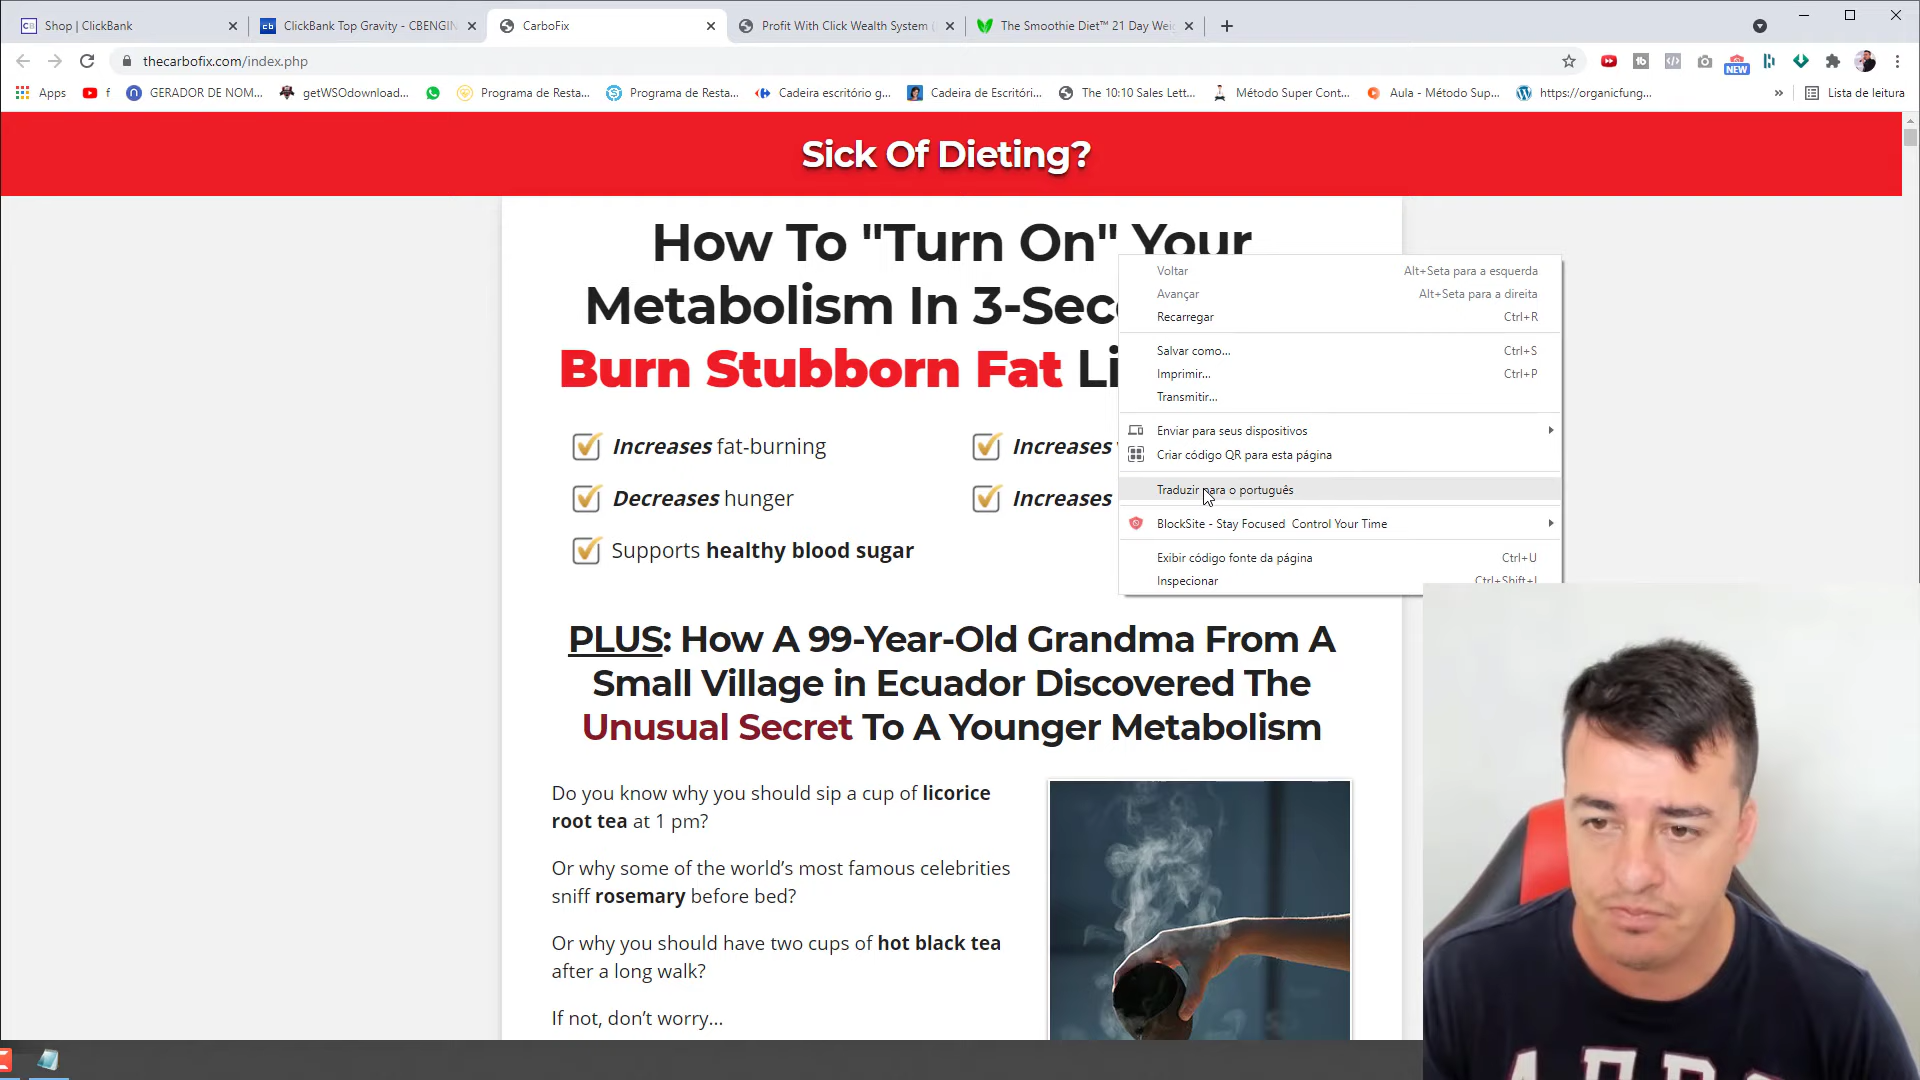 Shop | ClickBank
ClickBank Top Gravity - CBENGIN
CarboFix
Profit With Click Wealth System
The Smoothie Diet™ 21 Day Wei
thecarbofix.com/index.php
NEW
Apps
f
GERADOR DE NOM...
getWSOdownload...
Programa de Resta...
Programa de Resta...
Cadeira escritório g...
Cadeira de Escritóri...
The 10:10 Sales Lett...
Método Super Cont...
Aula - Método Sup...
https://organicfung...
»
Lista de leitura
Sick Of Dieting?
How To "Turn On" Your
Metabolism In 3-Sec
Burn Stubborn Fat Li
Increases fat-burning
Increases
Decreases hunger
Increases
Supports healthy blood sugar
Voltar Alt+Seta para a esquerda
Avançar Alt+Seta para a direita
Recarregar Ctrl+R
Salvar como... Ctrl+S
Imprimir... Ctrl+P
Transmitir...
Enviar para seus dispositivos
Criar código QR para esta página
Traduzir para o português
BlockSite - Stay Focused Control Your Time
Exibir código fonte da página Ctrl+U
Inspecionar Ctrl+Shift+I
PLUS: How A 99-Year-Old Grandma From A
Small Village in Ecuador Discovered The
Unusual Secret To A Younger Metabolism
Do you know why you should sip a cup of licorice
root tea at 1 pm?
Or why some of the world's most famous celebrities
sniff rosemary before bed?
Or why you should have two cups of hot black tea
after a long walk?
If not, don't worry...